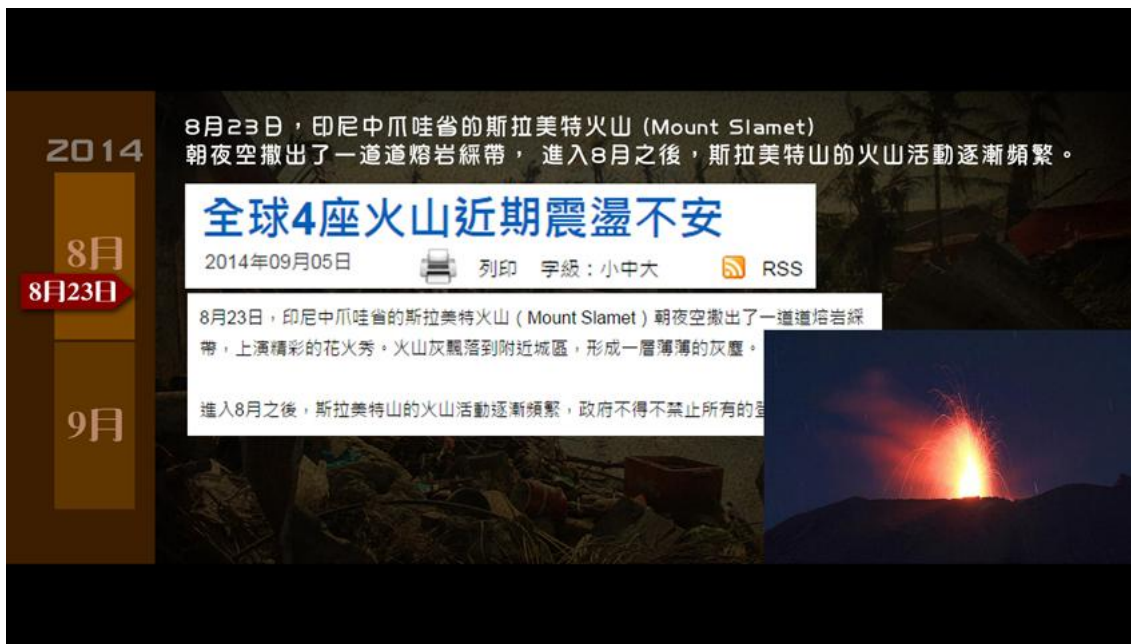 2014
8月
8月23日
9月
8月23日，印尼中爪哇省的斯拉美特火山 (Mount Slamet)
朝夜空撒出了一道道熔岩綵帶， 進入8月之後，斯拉美特山的火山活動逐漸頻繁。
全球4座火山近期震盪不安
2014年09月05日 列印 字級：小中大 RSS
8月23日，印尼中爪哇省的斯拉美特火山（Mount Slamet）朝夜空撒出了一道道熔岩綵
帶，上演精彩的花火秀。火山灰飄落到附近城區，形成一層薄薄的灰塵。
進入8月之後，斯拉美特山的火山活動逐漸頻繁，政府不得不禁止所有的